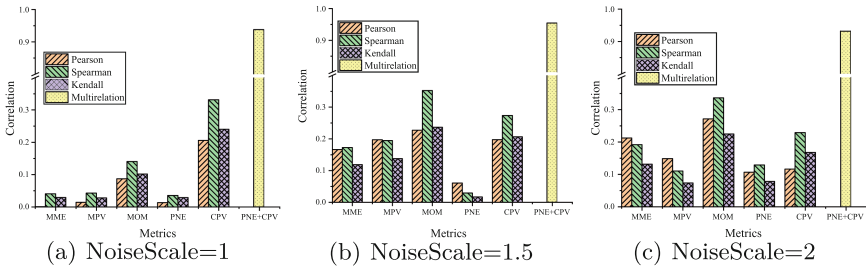 1.0
0.9
0.3
0.2
0.1
0.0
Correlation
Pearson
Spearman
Kendall
Multirelation
MME MPV MOM PNE CPV PNE+CPV
Metrics
(a) NoiseScale=1
1.0
0.9
0.3
0.2
0.1
0.0
Correlation
Pearson
Spearman
Kendall
Multirelation
MME MPV MOM PNE CPV PNE+CPV
Metrics
(b) NoiseScale=1.5
1.0
0.9
0.3
0.2
0.1
0.0
Correlation
Pearson
Spearman
Kendall
Multirelation
MME MPV MOM PNE CPV PNE+CPV
Metrics
(c) NoiseScale=2